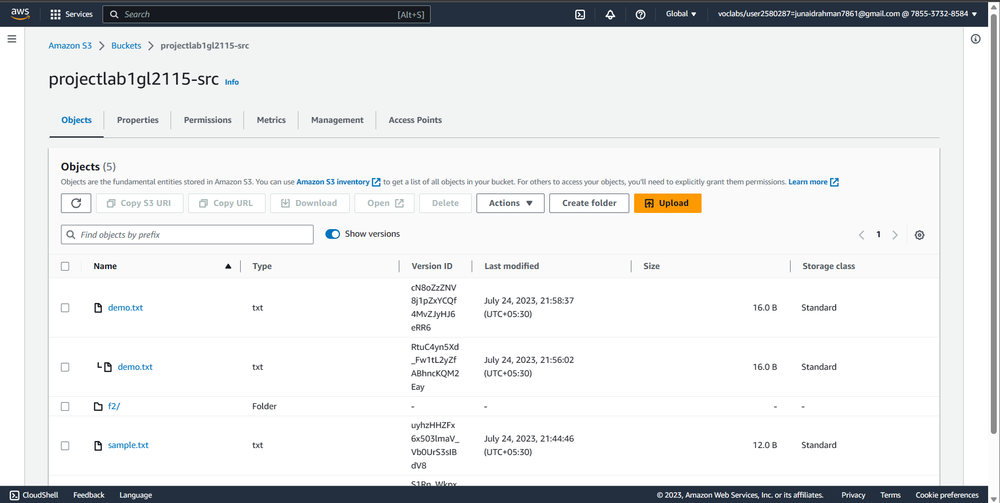 aws
Services
Search
[Alt+S]
Global
voclabs/user2580287=junaidrahman7861@gmail.com @ 7855-3732-8584
Amazon S3
Buckets
projectlab1gl2115-src
projectlab1gl2115-src
Info
Objects
Properties
Permissions
Metrics
Management
Access Points
Objects (5)
Objects are the fundamental entities stored in Amazon S3. You can use Amazon S3 inventory to get a list of all objects in your bucket. For others to access your objects, you'll need to explicitly grant them permissions. Learn more
Copy S3 URI
Copy URL
Download
Open
Delete
Actions
Create folder
Upload
Find objects by prefix
Show versions
1
Name
Type
Version ID
Last modified
Size
Storage class
demo.txt
txt
cN8oZzZNV
8j1pZxYCQf
4MvZJyHJ6
eRR6
July 24, 2023, 21:58:37
(UTC+05:30)
16.0 B
Standard
demo.txt
txt
RtuC4yn5Xd
_Fw1tL2yZf
ABhncKQM2
Eay
July 24, 2023, 21:56:02
(UTC+05:30)
16.0 B
Standard
f2/
Folder
-
-
-
-
sample.txt
txt
uyhzHHZFx
6x503lmaV_
Vb0UrS3sIB
dV8
July 24, 2023, 21:44:46
(UTC+05:30)
12.0 B
Standard
CloudShell
Feedback
Language
© 2023, Amazon Web Services, Inc. or its affiliates.
Privacy
Terms
Cookie preferences